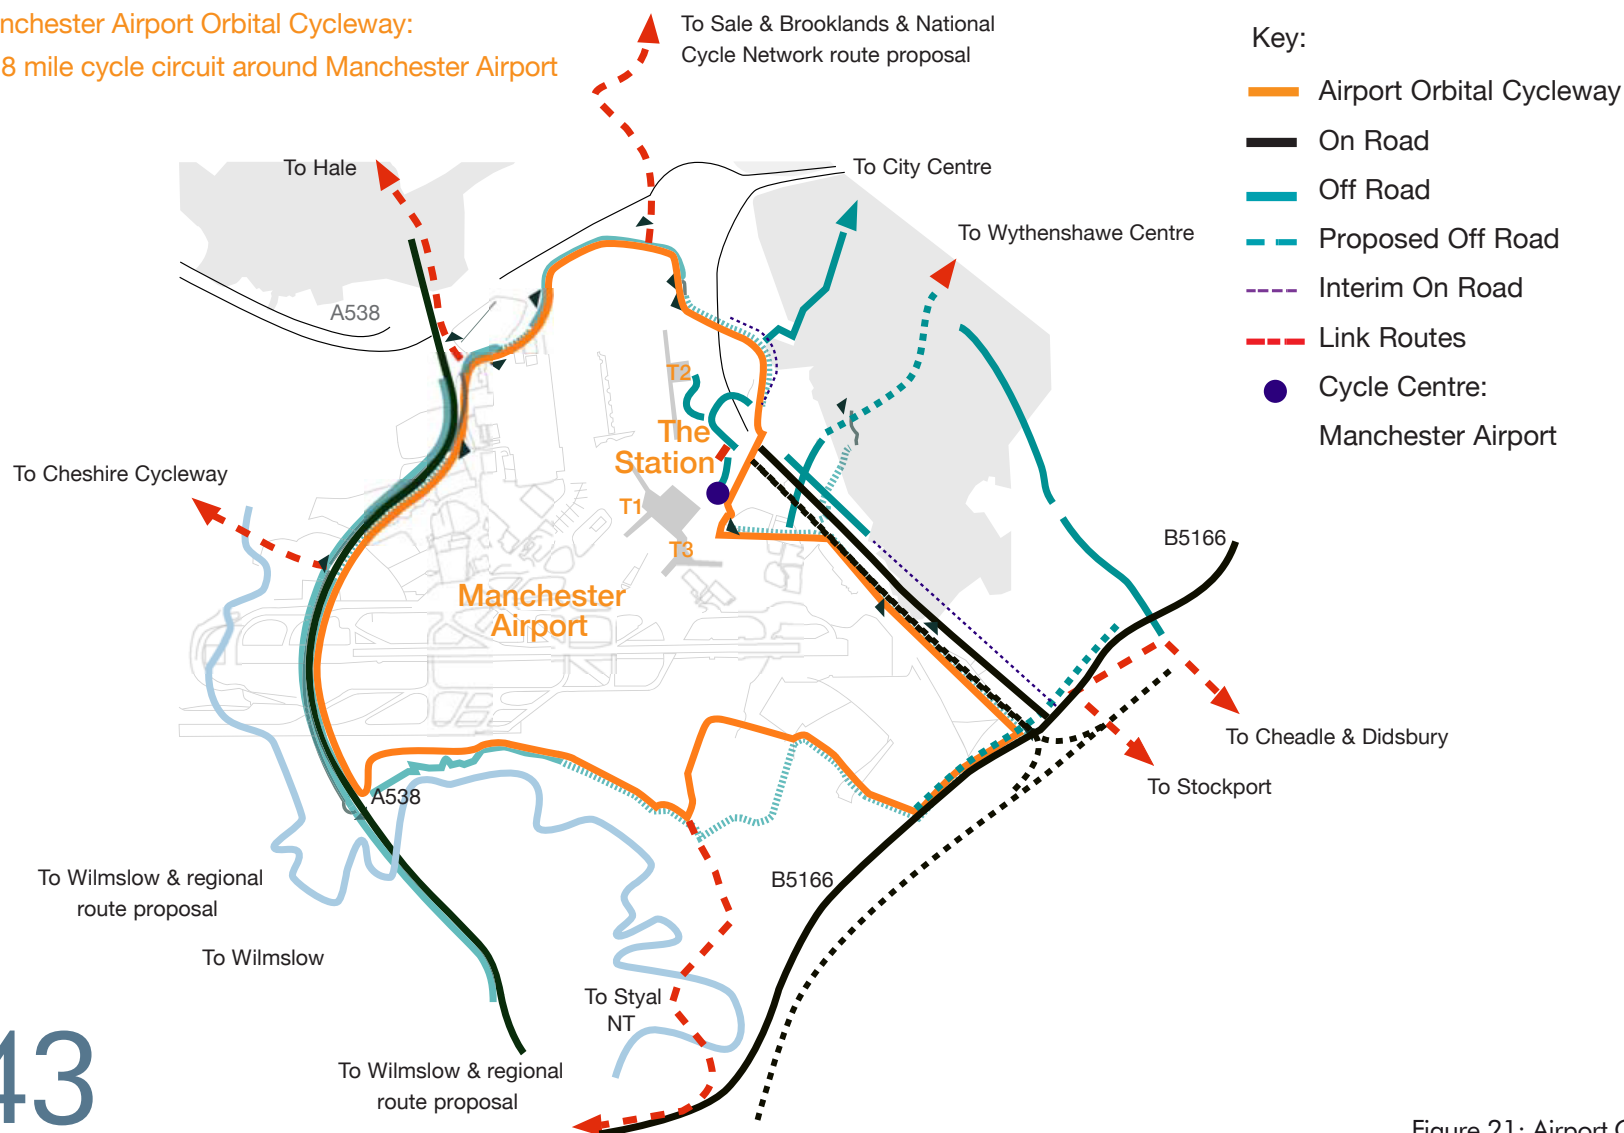 nchester Airport Orbital Cycleway:
8 mile cycle circuit around Manchester Airport
To Sale & Brooklands & National
Cycle Network route proposal
Key:
Airport Orbital Cycleway
On Road
Off Road
Proposed Off Road
Interim On Road
Link Routes
Cycle Centre:
Manchester Airport
To Hale
To City Centre
To Wythenshawe Centre
A538
T2
The
Station
To Cheshire Cycleway
T1
T3
B5166
Manchester
Airport
To Cheadle & Didsbury
To Stockport
A538
To Wilmslow & regional
route proposal
B5166
To Wilmslow
To Styal
NT
To Wilmslow & regional
route proposal
43
Figure 21: Airport